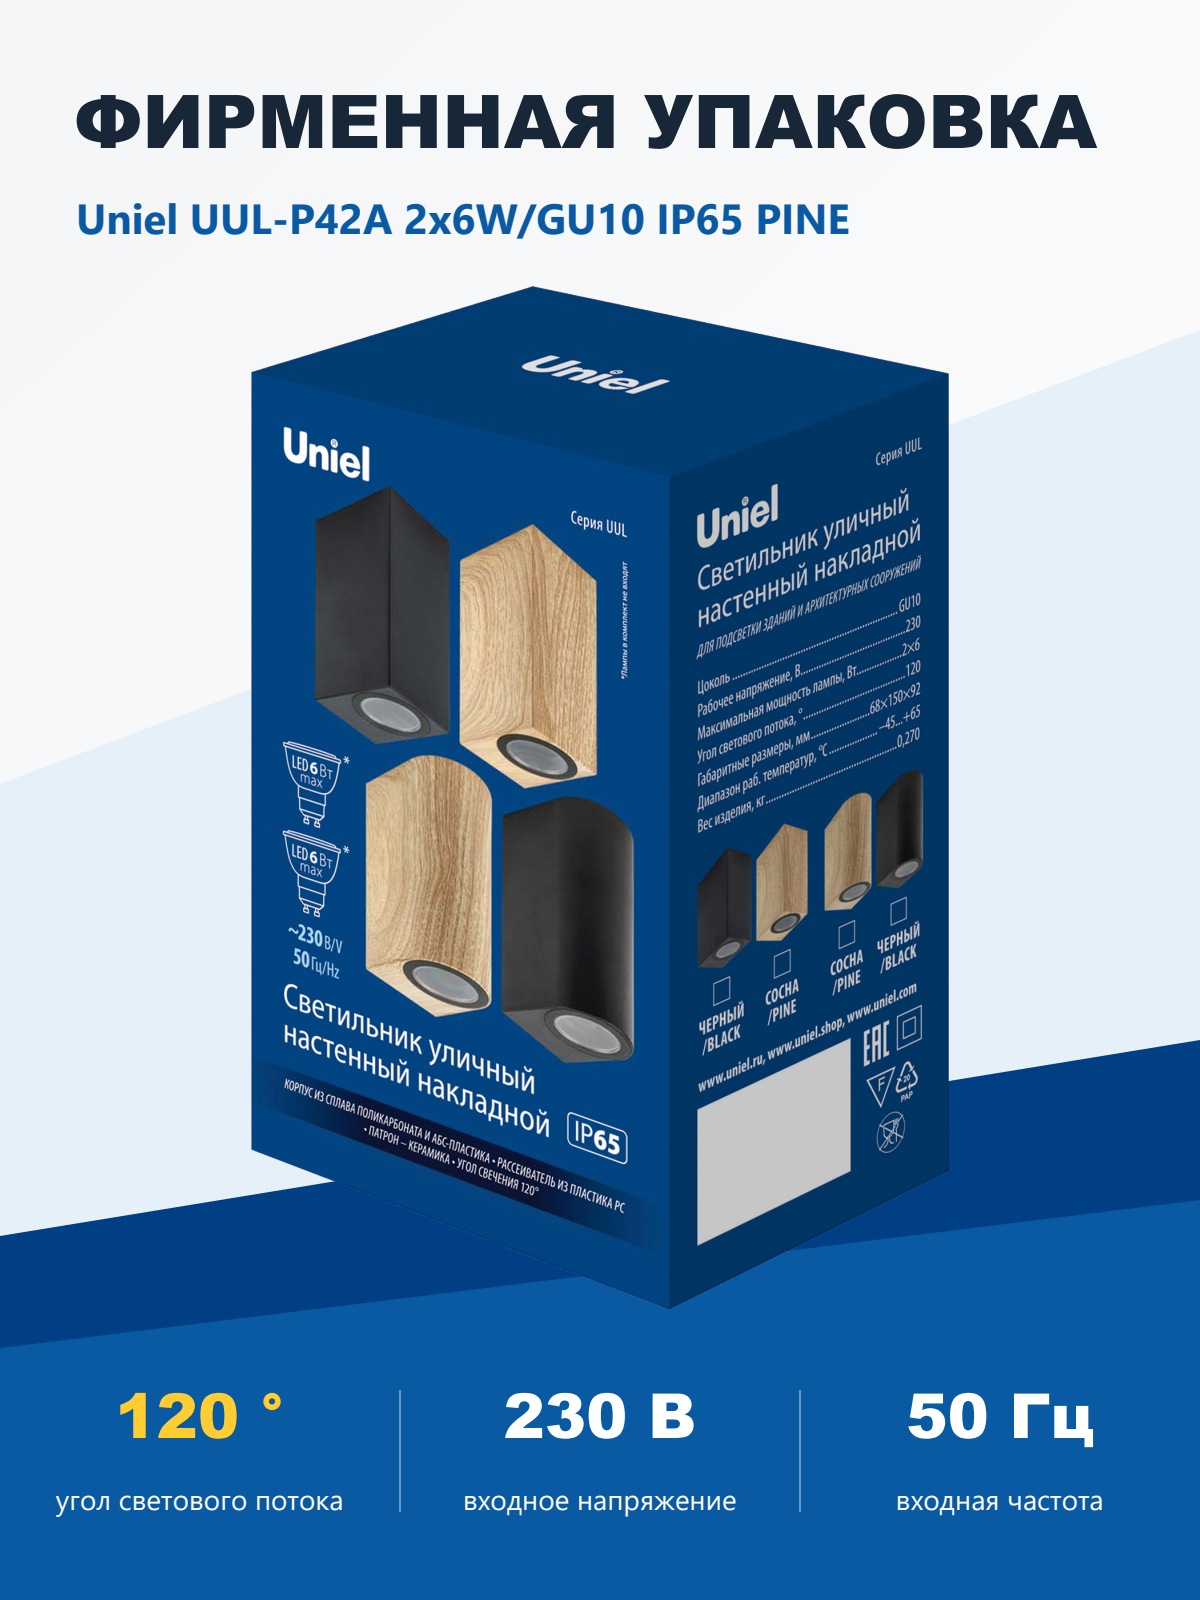 ФИРМЕННАЯ УПАКОВКА
Uniel UUL-P42A 2x6W/GU10 IP65 PINE
Uniel
Uniel
Серия UUL
*Лампы в комплект не входят
LED 6 Вт *
max
LED 6 Вт *
max
~230 В/V
50 Гц/Hz
Светильник уличный
настенный накладной
IP65
КОРПУС ИЗ СПЛАВА ПОЛИКАРБОНАТА И АБС-ПЛАСТИКА • РАССЕИВАТЕЛЬ ИЗ ПЛАСТИКА PC
• ПАТРОН – КЕРАМИКА • УГОЛ СВЕЧЕНИЯ 120°
Серия UUL
Uniel
Светильник уличный
настенный накладной
ДЛЯ ПОДСВЕТКИ ЗДАНИЙ И АРХИТЕКТУРНЫХ СООРУЖЕНИЙ
Цоколь ... GU10
Рабочее напряжение, В ... 230
Максимальная мощность лампы, Вт ... 2×6
Угол светового потока, ° ... 120
Габаритные размеры, мм ... 68×150×92
Диапазон раб. температур, °С ... –45...+65
Вес изделия, кг ... 0,270
ЧЕРНЫЙ
/BLACK
СОСНА
/PINE
СОСНА
/PINE
ЧЕРНЫЙ
/BLACK
www.uniel.ru, www.uniel.shop, www.uniel.com
EAC
F
20
PAP
120 °
угол светового потока
230 В
входное напряжение
50 Гц
входная частота